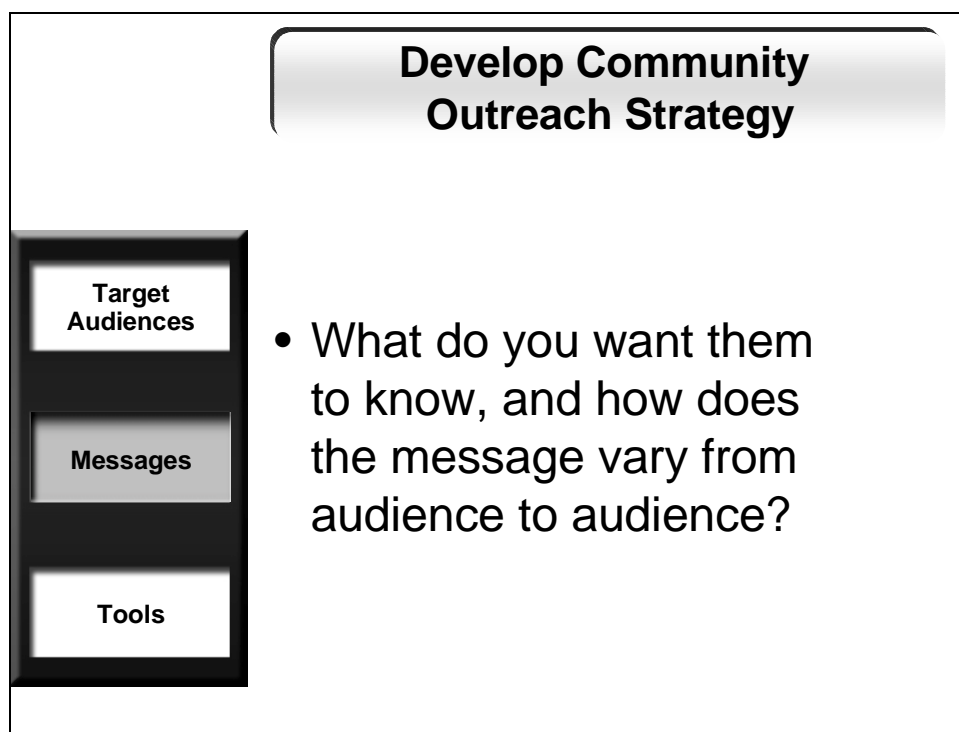 Develop Community
Outreach Strategy
Target
Audiences
Messages
Tools
• What do you want them
to know, and how does
the message vary from
audience to audience?